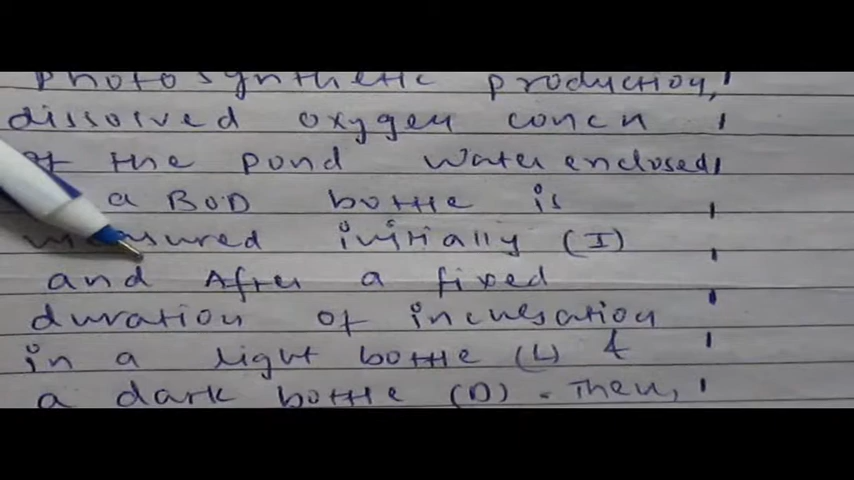 photosynthetic production,
dissolved oxygen concn
of the pond water enclosed
a B.O.D bottle is
measured initially (I)
and After a fixed
duration of incubation
in a light bottle (L) &
a dark bottle (D). Then,